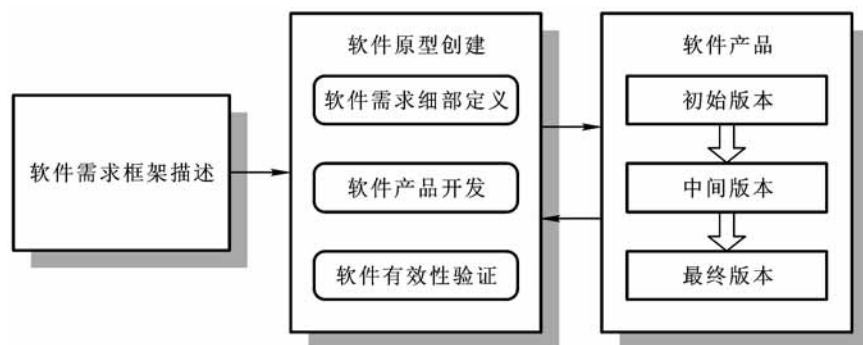 软件需求框架描述
软件原型创建
软件需求细部定义
软件产品开发
软件有效性验证
软件产品
初始版本
中间版本
最终版本